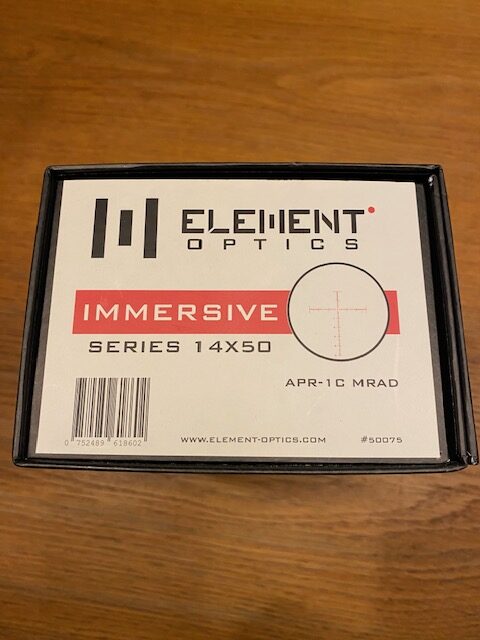 ELEMENT
OPTICS
IMMERSIVE
SERIES 14X50
APR-1C MRAD
0 752489 618602
WWW.ELEMENT-OPTICS.COM
#50075